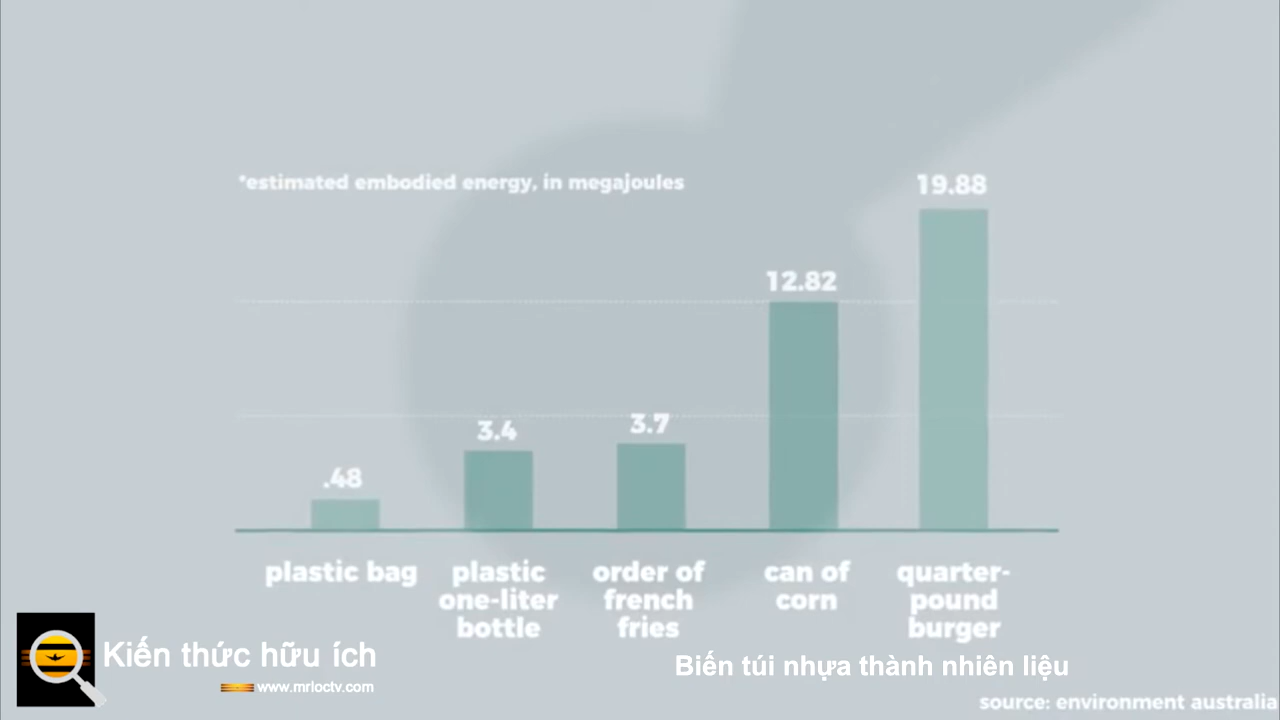 *estimated embodied energy, in megajoules
19.88
12.82
3.7
3.4
.48
plastic bag
plastic
one-liter
bottle
order of
french
fries
can of
corn
quarter-
pound
burger
Kiến thức hữu ích
www.mrloctv.com
Biến túi nhựa thành nhiên liệu
source: environment australia